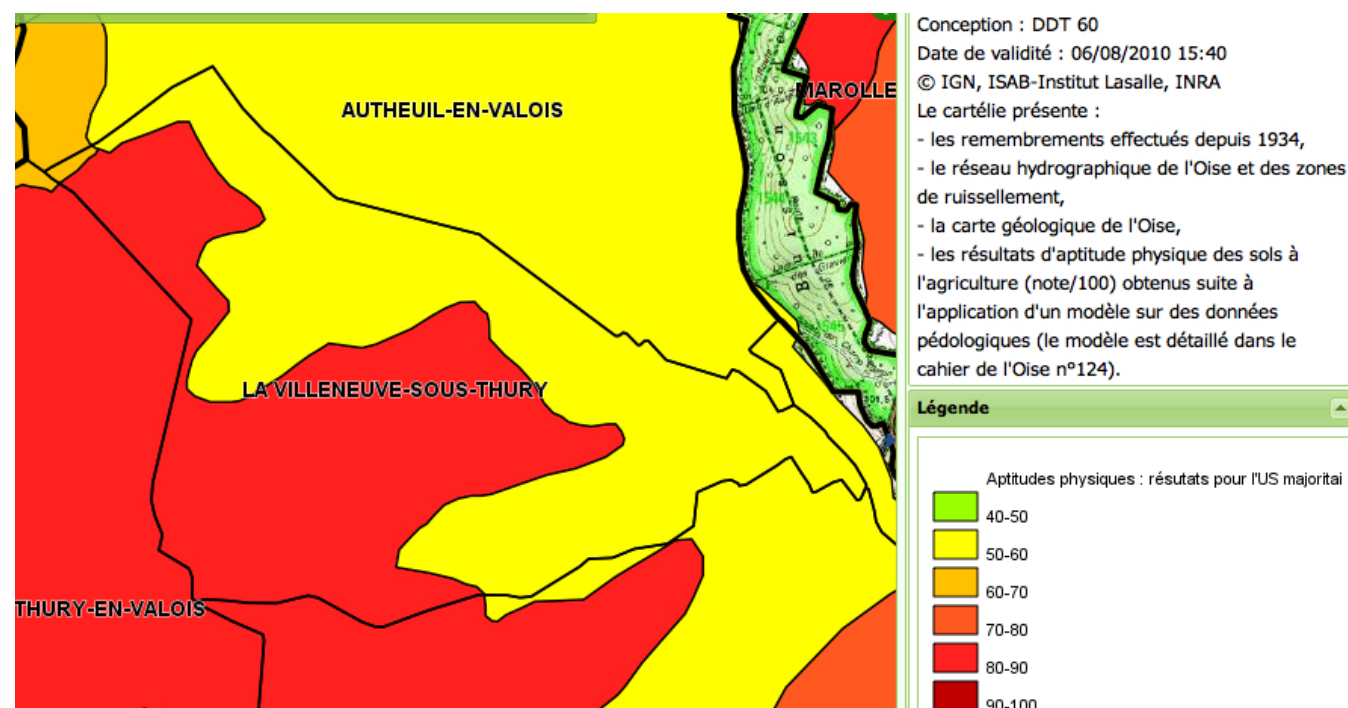 AUTHEUIL-EN-VALOIS
MAROLLE
1543
1544
1545
LA VILLENEUVE-SOUS-THURY
THURY-EN-VALOIS
Conception : DDT 60
Date de validité : 06/08/2010 15:40
© IGN, ISAB-Institut Lasalle, INRA
Le cartélie présente :
- les remembrements effectués depuis 1934,
- le réseau hydrographique de l'Oise et des zones
de ruissellement,
- la carte géologique de l'Oise,
- les résultats d'aptitude physique des sols à
l'agriculture (note/100) obtenus suite à
l'application d'un modèle sur des données
pédologiques (le modèle est détaillé dans le
cahier de l'Oise n°124).
Légende
Aptitudes physiques : résutats pour l'US majoritai
40-50
50-60
60-70
70-80
80-90
90-100